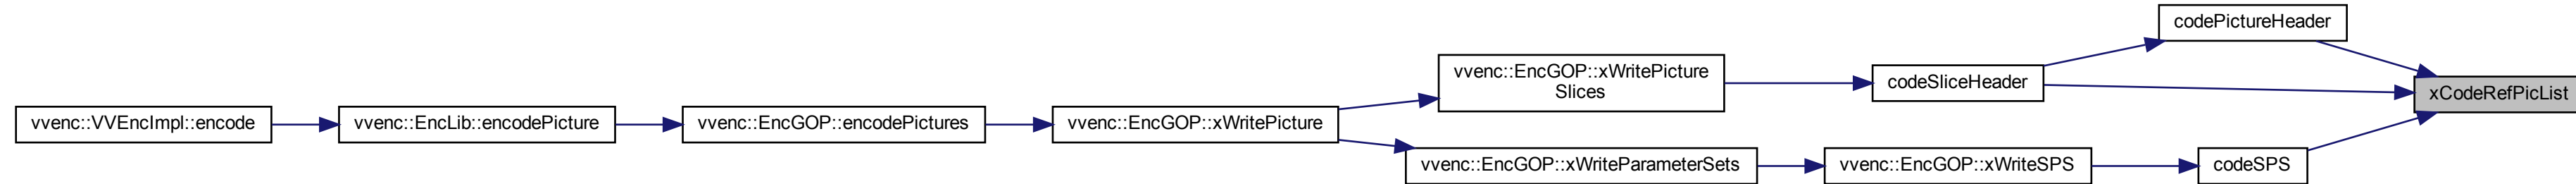 codePictureHeader
vvenc::EncGOP::xWritePicture
Slices
codeSliceHeader
xCodeRefPicList
vvenc::VVEncImpl::encode
vvenc::EncLib::encodePicture
vvenc::EncGOP::encodePictures
vvenc::EncGOP::xWritePicture
vvenc::EncGOP::xWriteParameterSets
vvenc::EncGOP::xWriteSPS
codeSPS